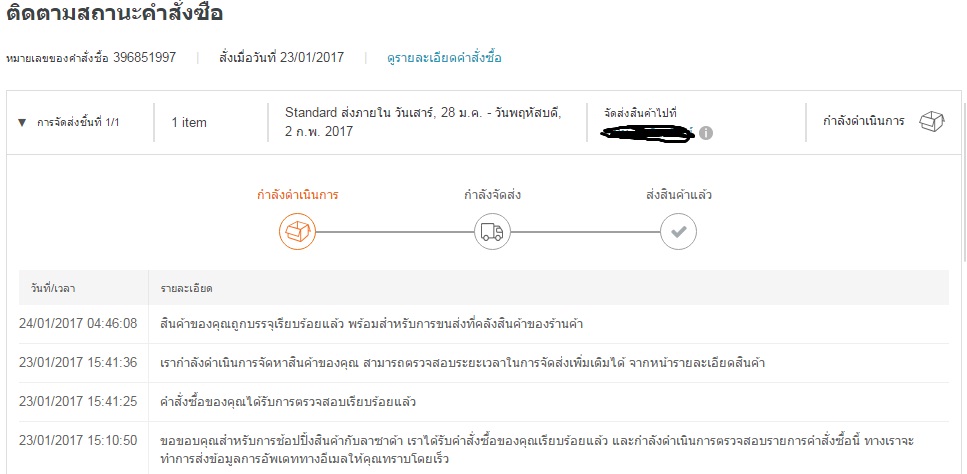 ติดตามสถานะคำสั่งซื้อ
หมายเลขของคำสั่งซื้อ 396851997 | สั่งเมื่อวันที่ 23/01/2017 | ดูรายละเอียดคำสั่งซื้อ
▼ การจัดส่งชิ้นที่ 1/1
1 item
Standard ส่งภายใน วันเสาร์, 28 ม.ค. - วันพฤหัสบดี,
2 ก.พ. 2017
จัดส่งสินค้าไปที่
กำลังดำเนินการ
กำลังดำเนินการ กำลังจัดส่ง ส่งสินค้าแล้ว
วันที่/เวลา รายละเอียด
24/01/2017 04:46:08 สินค้าของคุณถูกบรรจุเรียบร้อยแล้ว พร้อมสำหรับการขนส่งที่คลังสินค้าของร้านค้า
23/01/2017 15:41:36 เรากำลังดำเนินการจัดหาสินค้าของคุณ สามารถตรวจสอบระยะเวลาในการจัดส่งเพิ่มเติมได้ จากหน้ารายละเอียดสินค้า
23/01/2017 15:41:25 คำสั่งซื้อของคุณได้รับการตรวจสอบเรียบร้อยแล้ว
23/01/2017 15:10:50 ขอขอบคุณสำหรับการช้อปปิ้งสินค้ากับลาซาด้า เราได้รับคำสั่งซื้อของคุณเรียบร้อยแล้ว และกำลังดำเนินการตรวจสอบรายการคำสั่งซื้อนี้ ทางเราจะ
ทำการส่งข้อมูลการอัพเดททางอีเมลให้คุณทราบโดยเร็ว